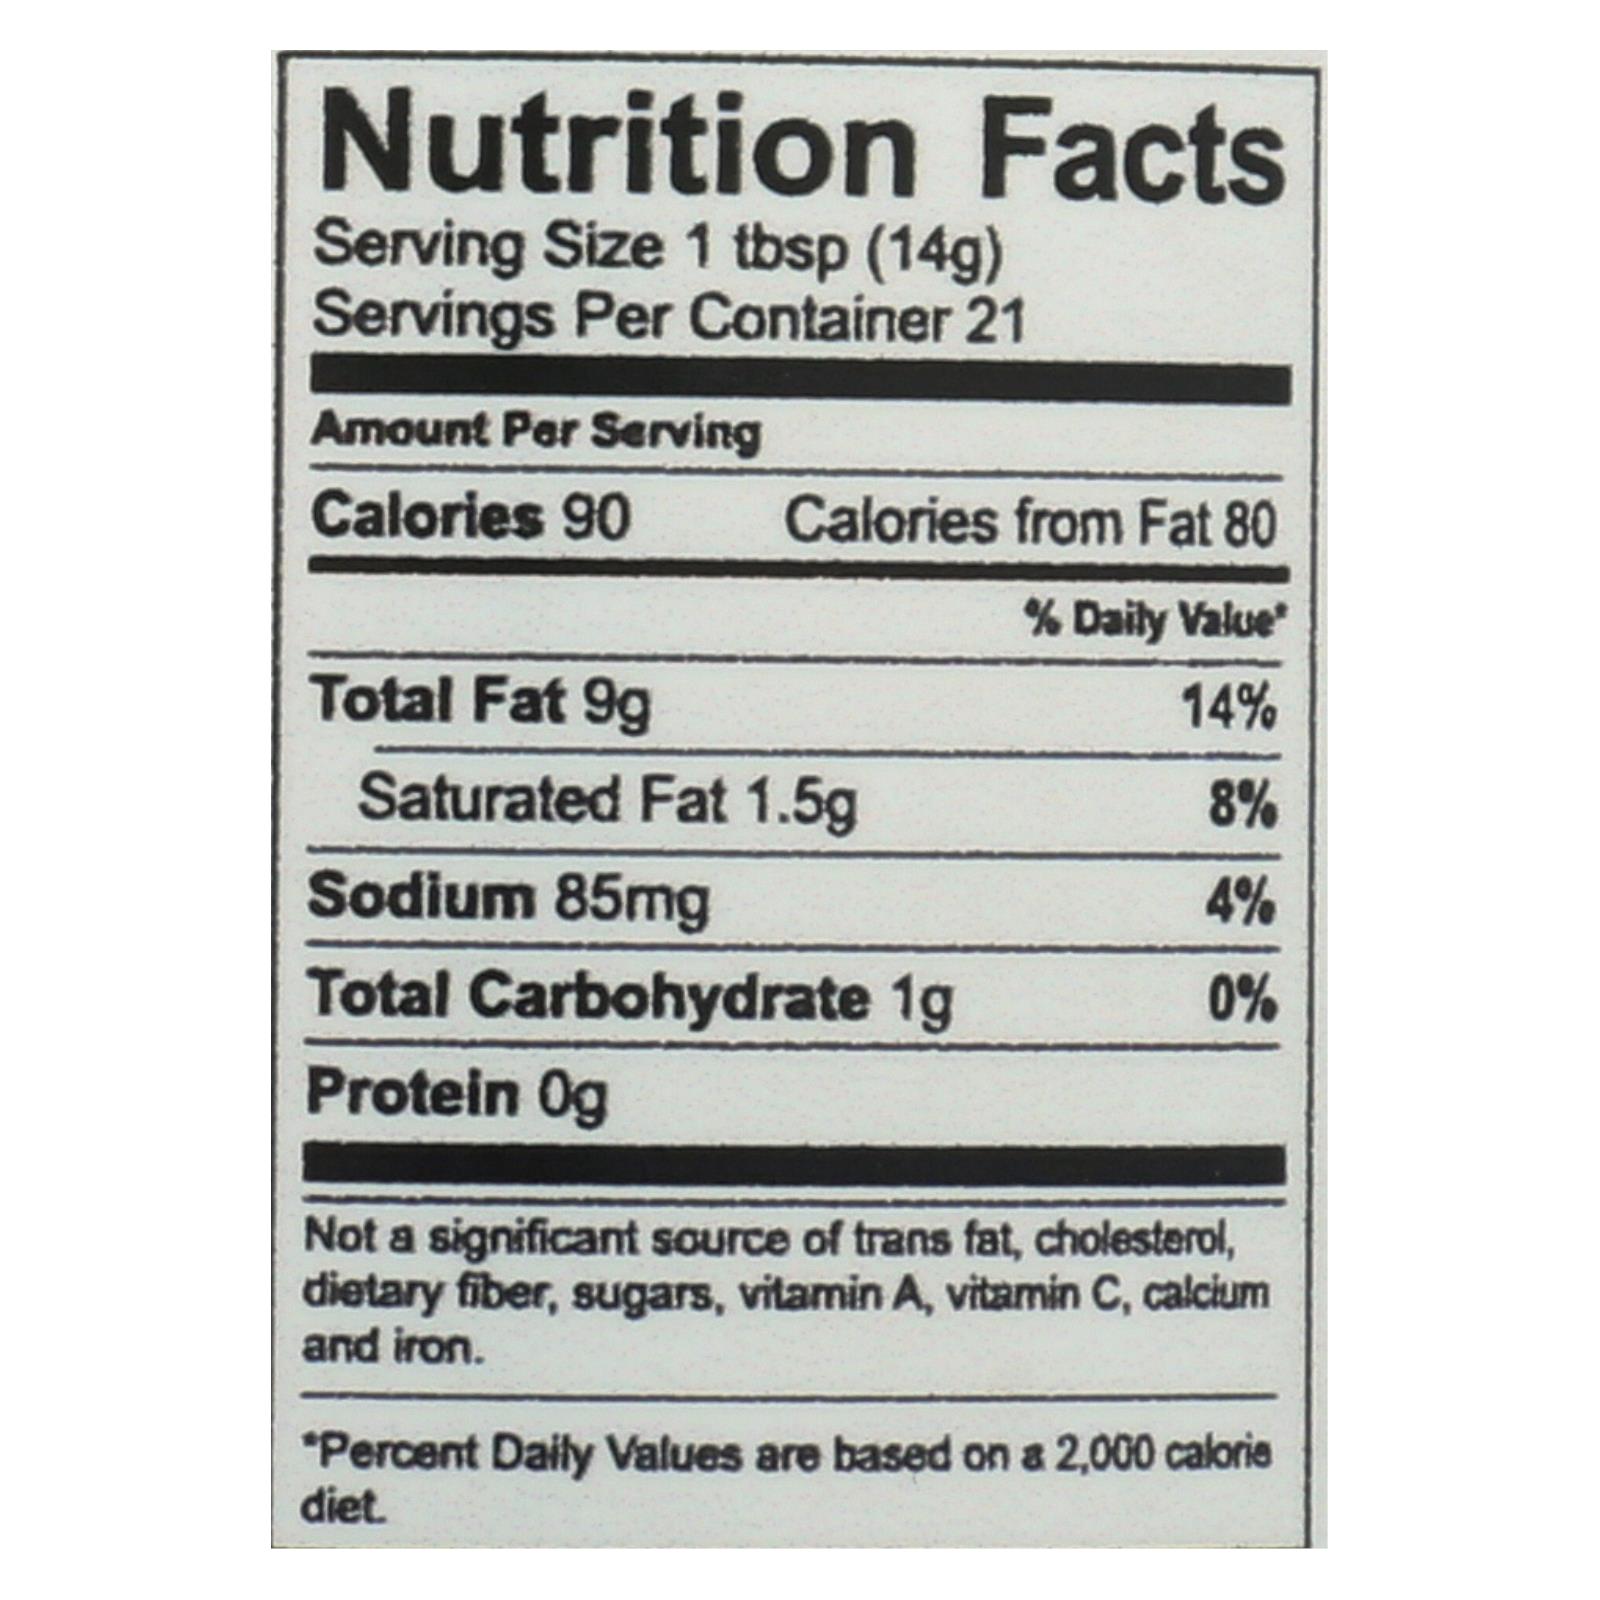 Nutrition Facts
Serving Size 1 tbsp (14g)
Servings Per Container 21
Amount Per Serving
Calories 90 Calories from Fat 80
% Daily Value*
Total Fat 9g 14%
Saturated Fat 1.5g 8%
Sodium 85mg 4%
Total Carbohydrate 1g 0%
Protein 0g
Not a significant source of trans fat, cholesterol,
dietary fiber, sugars, vitamin A, vitamin C, calcium
and iron.
*Percent Daily Values are based on a 2,000 calorie
diet.